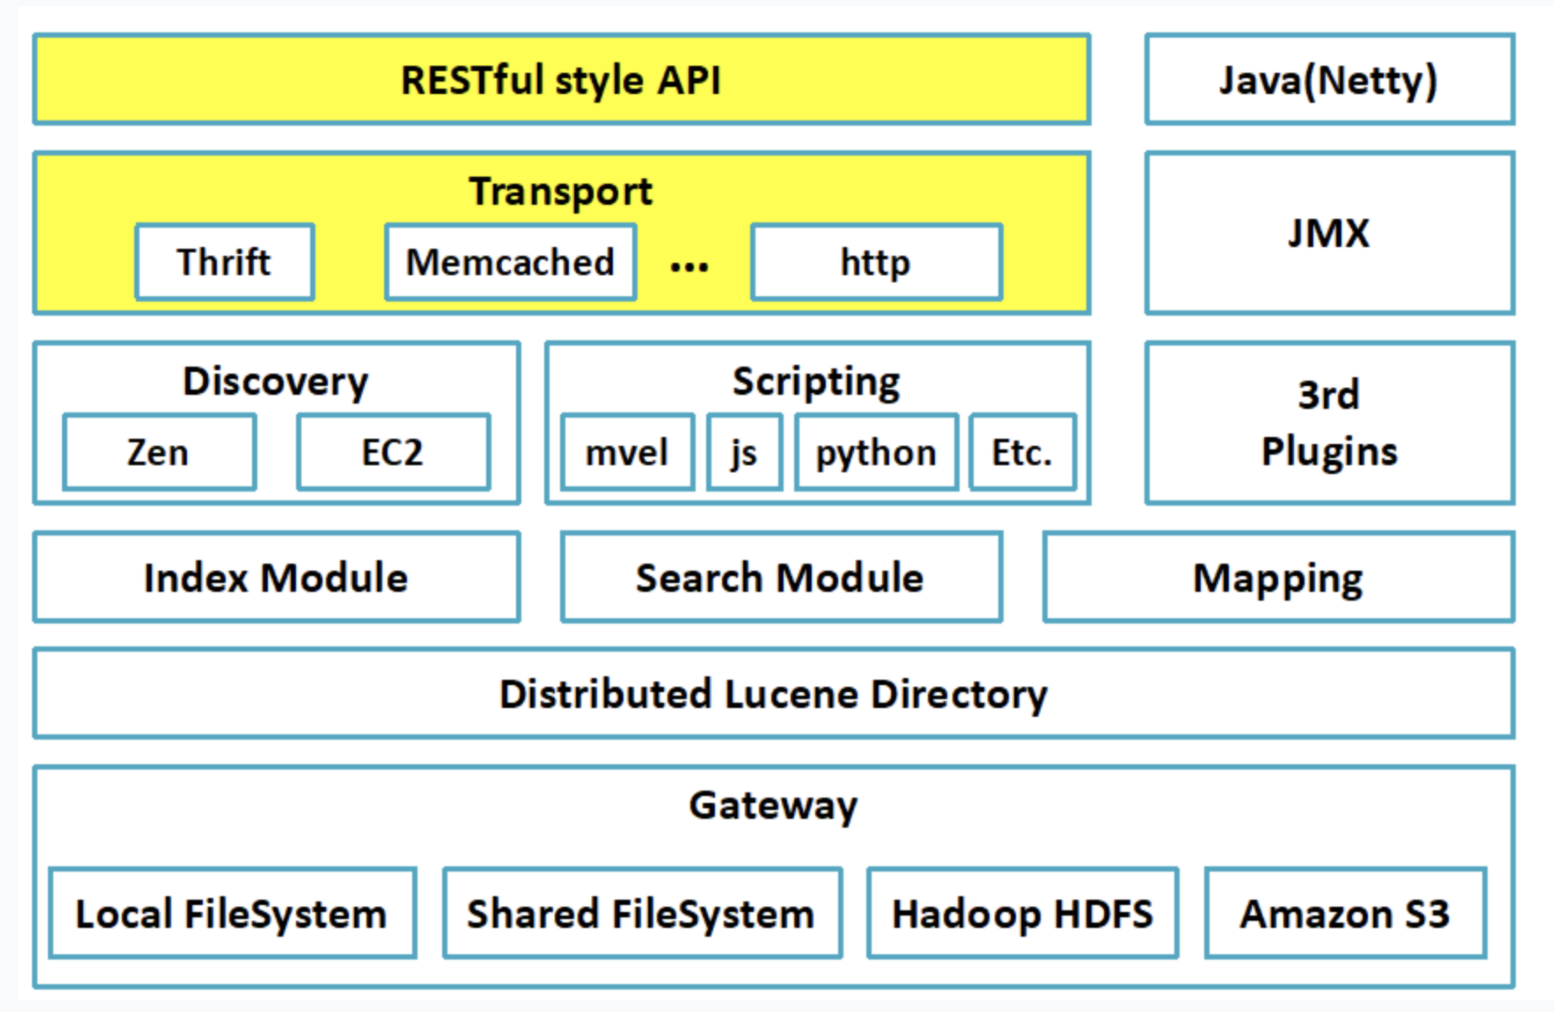 RESTful style API
Java(Netty)
Transport
Thrift
Memcached
...
http
JMX
Discovery
Zen
EC2
Scripting
mvel
js
python
Etc.
3rd
Plugins
Index Module
Search Module
Mapping
Distributed Lucene Directory
Gateway
Local FileSystem
Shared FileSystem
Hadoop HDFS
Amazon S3